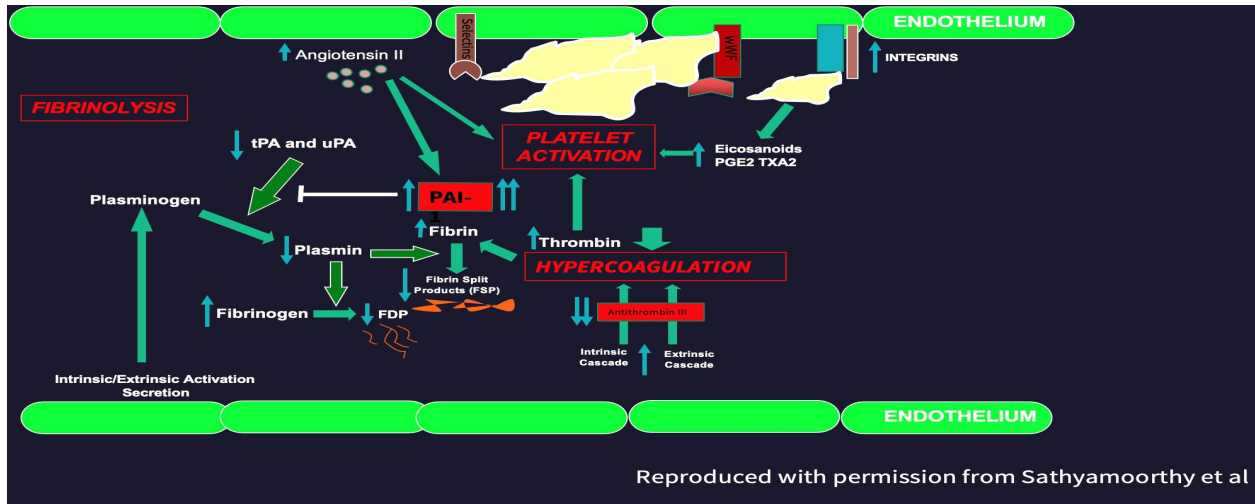 ENDOTHELIUM
Angiotensin II
Selectins
wWF
INTEGRINS
FIBRINOLYSIS
PLATELET
ACTIVATION
tPA and uPA
Eicosanoids
PGE2 TXA2
Plasminogen
PAI-
1
Fibrin
Thrombin
Plasmin
HYPERCOAGULATION
Fibrin Split
Products (FSP)
Fibrinogen
FDP
Antithrombin III
Intrinsic
Cascade
Extrinsic
Cascade
Intrinsic/Extrinsic Activation
Secretion
ENDOTHELIUM
Reproduced with permission from Sathyamoorthy et al